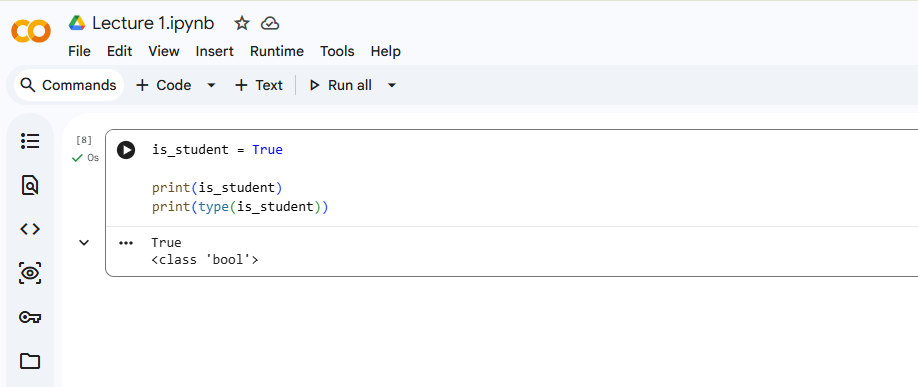 Lecture 1.ipynb
File Edit View Insert Runtime Tools Help
Commands + Code + Text Run all
[8]
0s
is_student = True
print(is_student)
print(type(is_student))
True
<class 'bool'>